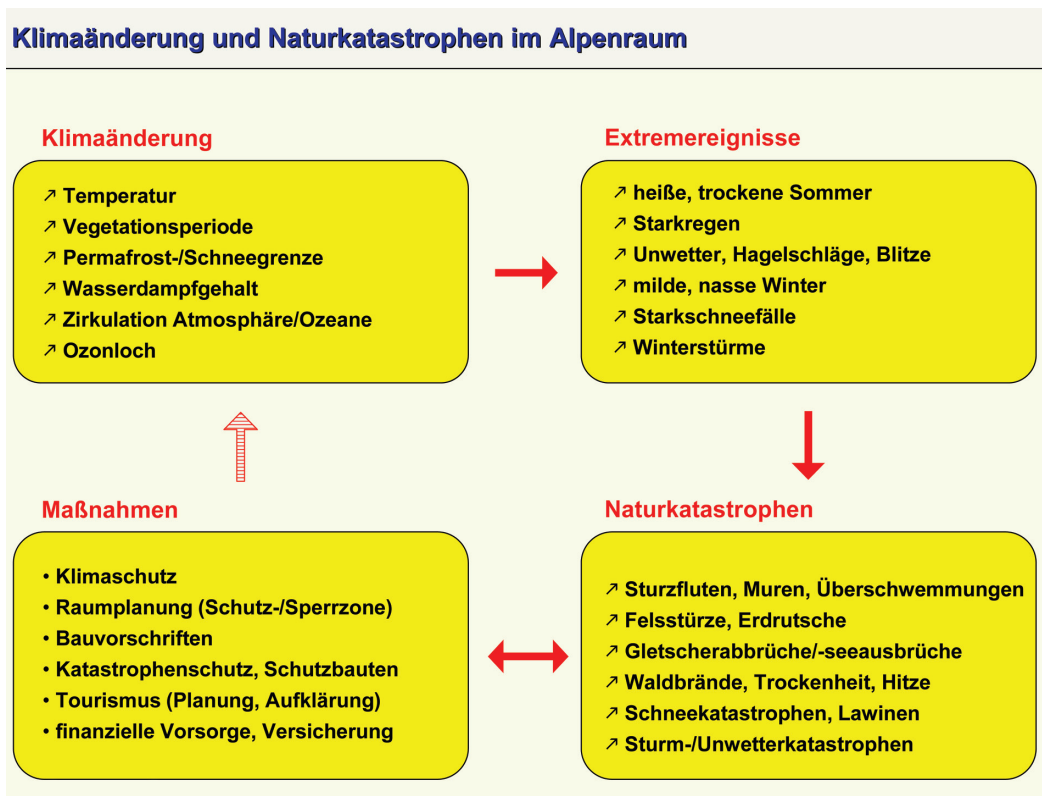 Klimaänderung und Naturkatastrophen im Alpenraum
Klimaänderung
↗ Temperatur
↗ Vegetationsperiode
↗ Permafrost-/Schneegrenze
↗ Wasserdampfgehalt
↗ Zirkulation Atmosphäre/Ozeane
↗ Ozonloch
Extremereignisse
↗ heiße, trockene Sommer
↗ Starkregen
↗ Unwetter, Hagelschläge, Blitze
↗ milde, nasse Winter
↗ Starkschneefälle
↗ Winterstürme
Maßnahmen
• Klimaschutz
• Raumplanung (Schutz-/Sperrzone)
• Bauvorschriften
• Katastrophenschutz, Schutzbauten
• Tourismus (Planung, Aufklärung)
• finanzielle Vorsorge, Versicherung
Naturkatastrophen
↗ Sturzfluten, Muren, Überschwemmungen
↗ Felsstürze, Erdrutsche
↗ Gletscherabbrüche/-seeausbrüche
↗ Waldbrände, Trockenheit, Hitze
↗ Schneekatastrophen, Lawinen
↗ Sturm-/Unwetterkatastrophen